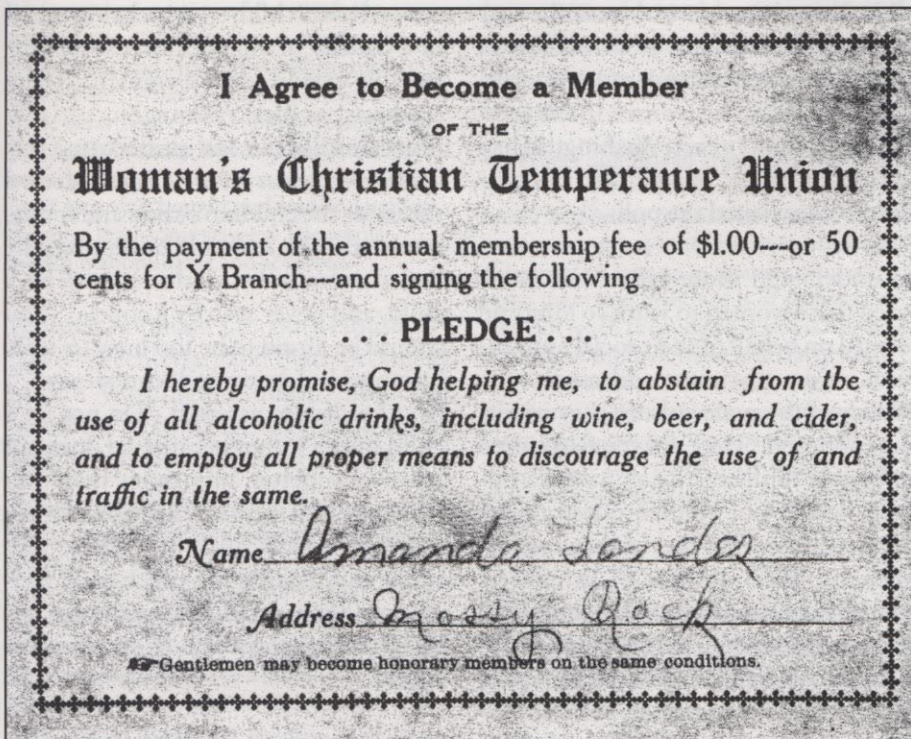 I Agree to Become a Member
OF THE
Woman's Christian Temperance Union
By the payment of the annual membership fee of $1.00---or 50
cents for Y Branch---and signing the following
. . . PLEDGE . . .
I hereby promise, God helping me, to abstain from the
use of all alcoholic drinks, including wine, beer, and cider,
and to employ all proper means to discourage the use of and
traffic in the same.
Name Amanda
Address Mossy Rock
☛Gentlemen may become honorary members on the same conditions.